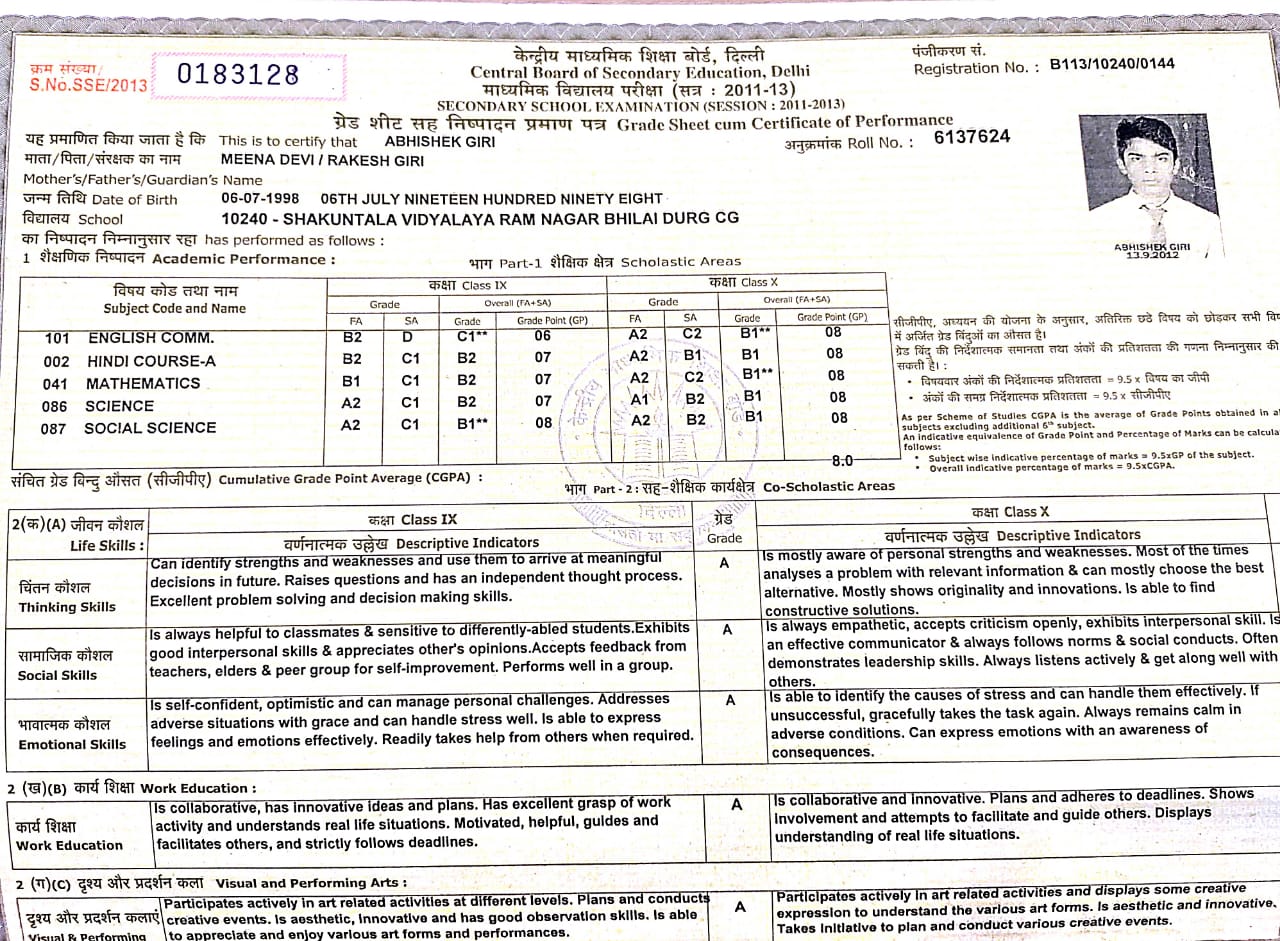 क्रम संख्या/
S.No.SSE/2013 0183128
केन्द्रीय माध्यमिक शिक्षा बोर्ड, दिल्ली
Central Board of Secondary Education, Delhi
माध्यमिक विद्यालय परीक्षा (सत्र : 2011-13)
SECONDARY SCHOOL EXAMINATION (SESSION : 2011-2013)
पंजीकरण सं.
Registration No. : B113/10240/0144
ग्रेड शीट सह निष्पादन प्रमाण पत्र Grade Sheet cum Certificate of Performance
यह प्रमाणित किया जाता है कि This is to certify that ABHISHEK GIRI अनुक्रमांक Roll No. : 6137624
माता/पिता/संरक्षक का नाम MEENA DEVI / RAKESH GIRI
Mother's/Father's/Guardian's Name
जन्म तिथि Date of Birth 06-07-1998 06TH JULY NINETEEN HUNDRED NINETY EIGHT
विद्यालय School 10240 - SHAKUNTALA VIDYALAYA RAM NAGAR BHILAI DURG CG
का निष्पादन निम्नानुसार रहा has performed as follows :
ABHISHEK GIRI
13.9.2012
1 शैक्षणिक निष्पादन Academic Performance : भाग Part-1 शैक्षिक क्षेत्र Scholastic Areas
विषय कोड तथा नाम कक्षा Class IX कक्षा Class X
Subject Code and Name Grade Overall (FA+SA) Grade Overall (FA+SA)
FA SA Grade Grade Point (GP) FA SA Grade Grade Point (GP)
101 ENGLISH COMM. B2 D C1** 06 A2 C2 B1** 08
002 HINDI COURSE-A B2 C1 B2 07 A2 B1 B1 08
041 MATHEMATICS B1 C1 B2 07 A2 C2 B1** 08
086 SCIENCE A2 C1 B2 07 A1 B2 B1 08
087 SOCIAL SCIENCE A2 C1 B1** 08 A2 B2 B1 08
सीजीपीए, अध्ययन की योजना के अनुसार, अतिरिक्त छठे विषय को छोड़कर सभी
में अर्जित ग्रेड बिंदुओं का औसत है।
ग्रेड बिंदु की निर्देशात्मक समानता तथा अंकों की प्रतिशतता की गणना निम्नानुसार की
सकती है। :
• विषयवार अंकों की निर्देशात्मक प्रतिशतता = 9.5 x विषय का जीपी
• अंकों की समग्र निर्देशात्मक प्रतिशतता = 9.5 x सीजीपीए
As per Scheme of Studies CGPA is the average of Grade Points obtained in
subjects excluding additional 6th subject.
An indicative equivalence of Grade Point and Percentage of Marks can be
follows:
• Subject wise indicative percentage of marks = 9.5xGP of the subject.
• Overall indicative percentage of marks = 9.5xCGPA.
संचित ग्रेड बिन्दु औसत (सीजीपीए) Cumulative Grade Point Average (CGPA) : 8.0
भाग Part - 2 : सह-शैक्षिक कार्यक्षेत्र Co-Scholastic Areas
दिल्ली
2(क)(A) जीवन कौशल कक्षा Class IX ग्रेड कक्षा Class X
Life Skills : वर्णनात्मक उल्लेख Descriptive Indicators Grade वर्णनात्मक उल्लेख Descriptive Indicators
चिंतन कौशल
Thinking Skills
Can identify strengths and weaknesses and use them to arrive at meaningful
decisions in future. Raises questions and has an independent thought process.
Excellent problem solving and decision making skills.
A
Is mostly aware of personal strengths and weaknesses. Most of the times
analyses a problem with relevant information & can mostly choose the best
alternative. Mostly shows originality and innovations. Is able to find
constructive solutions.
सामाजिक कौशल
Social Skills
Is always helpful to classmates & sensitive to differently-abled students.Exhibits
good interpersonal skills & appreciates other's opinions.Accepts feedback from
teachers, elders & peer group for self-improvement. Performs well in a group.
A
Is always empathetic, accepts criticism openly, exhibits interpersonal skill. Is
an effective communicator & always follows norms & social conducts. Often
demonstrates leadership skills. Always listens actively & get along well with
others.
भावात्मक कौशल
Emotional Skills
Is self-confident, optimistic and can manage personal challenges. Addresses
adverse situations with grace and can handle stress well. Is able to express
feelings and emotions effectively. Readily takes help from others when required.
A
Is able to identify the causes of stress and can handle them effectively. If
unsuccessful, gracefully takes the task again. Always remains calm in
adverse conditions. Can express emotions with an awareness of
consequences.
2 (ख)(B) कार्य शिक्षा Work Education :
कार्य शिक्षा
Work Education
Is collaborative, has innovative ideas and plans. Has excellent grasp of work
activity and understands real life situations. Motivated, helpful, guides and
facilitates others, and strictly follows deadlines.
A
Is collaborative and innovative. Plans and adheres to deadlines. Shows
involvement and attempts to facilitate and guide others. Displays
understanding of real life situations.
2 (ग)(C) दृश्य और प्रदर्शन कला Visual and Performing Arts :
दृश्य और प्रदर्शन कलाएं
Visual & Performing
Participates actively in art related activities at different levels. Plans and conducts
creative events. Is aesthetic, innovative and has good observation skills. Is able
to appreciate and enjoy various art forms and performances.
A
Participates actively in art related activities and displays some creative
expression to understand the various art forms. Is aesthetic and innovative.
Takes initiative to plan and conduct various creative events.